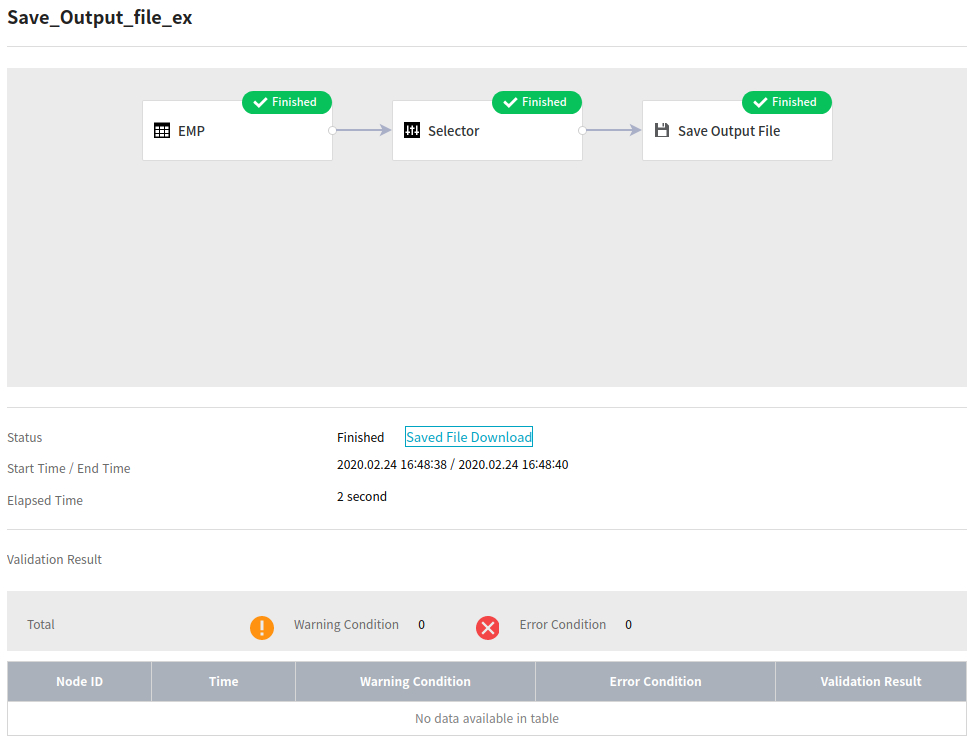 Save_Output_file_ex
Finished Finished Finished
EMP Selector Save Output File
Status Finished Saved File Download
Start Time / End Time 2020.02.24 16:48:38 / 2020.02.24 16:48:40
Elapsed Time 2 second
Validation Result
Total Warning Condition 0 Error Condition 0
Node ID Time Warning Condition Error Condition Validation Result
No data available in table